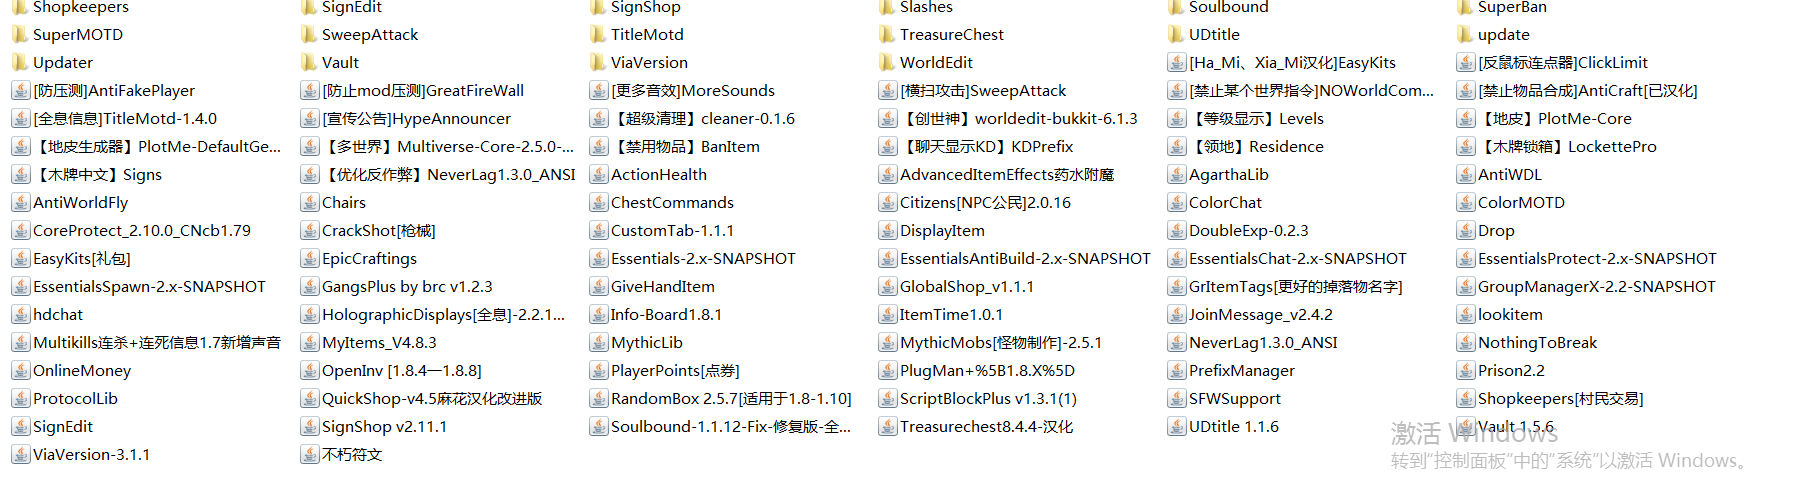 Shopkeepers SignEdit SignShop Slashes Soulbound SuperBan
SuperMOTD SweepAttack TitleMotd TreasureChest UDtitle update
Updater Vault ViaVersion WorldEdit [Ha_Mi、Xia_Mi汉化]EasyKits [反鼠标连点器]ClickLimit
[防压测]AntiFakePlayer [防止mod压测]GreatFireWall [更多音效]MoreSounds [横扫攻击]SweepAttack [禁止某个世界指令]NOWorldCom... [禁止物品合成]AntiCraft[已汉化]
[全息信息]TitleMotd-1.4.0 [宣传公告]HypeAnnouncer 【超级清理】cleaner-0.1.6 【创世神】worldedit-bukkit-6.1.3 【等级显示】Levels 【地皮】PlotMe-Core
【地皮生成器】PlotMe-DefaultGe... 【多世界】Multiverse-Core-2.5.0-... 【禁用物品】BanItem 【聊天显示KD】KDPrefix 【领地】Residence 【木牌锁箱】LockettePro
【木牌中文】Signs 【优化反作弊】NeverLag1.3.0_ANSI ActionHealth AdvancedItemEffects药水附魔 AgarthaLib AntiWDL
AntiWorldFly Chairs ChestCommands Citizens[NPC公民]2.0.16 ColorChat ColorMOTD
CoreProtect_2.10.0_CNcb1.79 CrackShot[枪械] CustomTab-1.1.1 DisplayItem DoubleExp-0.2.3 Drop
EasyKits[礼包] EpicCraftings Essentials-2.x-SNAPSHOT EssentialsAntiBuild-2.x-SNAPSHOT EssentialsChat-2.x-SNAPSHOT EssentialsProtect-2.x-SNAPSHOT
EssentialsSpawn-2.x-SNAPSHOT GangsPlus by brc v1.2.3 GiveHandItem GlobalShop_v1.1.1 GrItemTags[更好的掉落物名字] GroupManagerX-2.2-SNAPSHOT
hdchat HolographicDisplays[全息]-2.2.1... Info-Board1.8.1 ItemTime1.0.1 JoinMessage_v2.4.2 lookitem
Multikills连杀+连死信息1.7新增声音 MyItems_V4.8.3 MythicLib MythicMobs[怪物制作]-2.5.1 NeverLag1.3.0_ANSI NothingToBreak
OnlineMoney OpenInv [1.8.4—1.8.8] PlayerPoints[点券] PlugMan+%5B1.8.X%5D PrefixManager Prison2.2
ProtocolLib QuickShop-v4.5麻花汉化改进版 RandomBox 2.5.7[适用于1.8-1.10] ScriptBlockPlus v1.3.1(1) SFWSupport Shopkeepers[村民交易]
SignEdit SignShop v2.11.1 Soulbound-1.1.12-Fix-修复版-全... Treasurechest8.4.4-汉化 UDtitle 1.1.6 Vault 1.5.6
ViaVersion-3.1.1 不朽符文
激活 Windows
转到“控制面板”中的“系统”以激活 Windows。